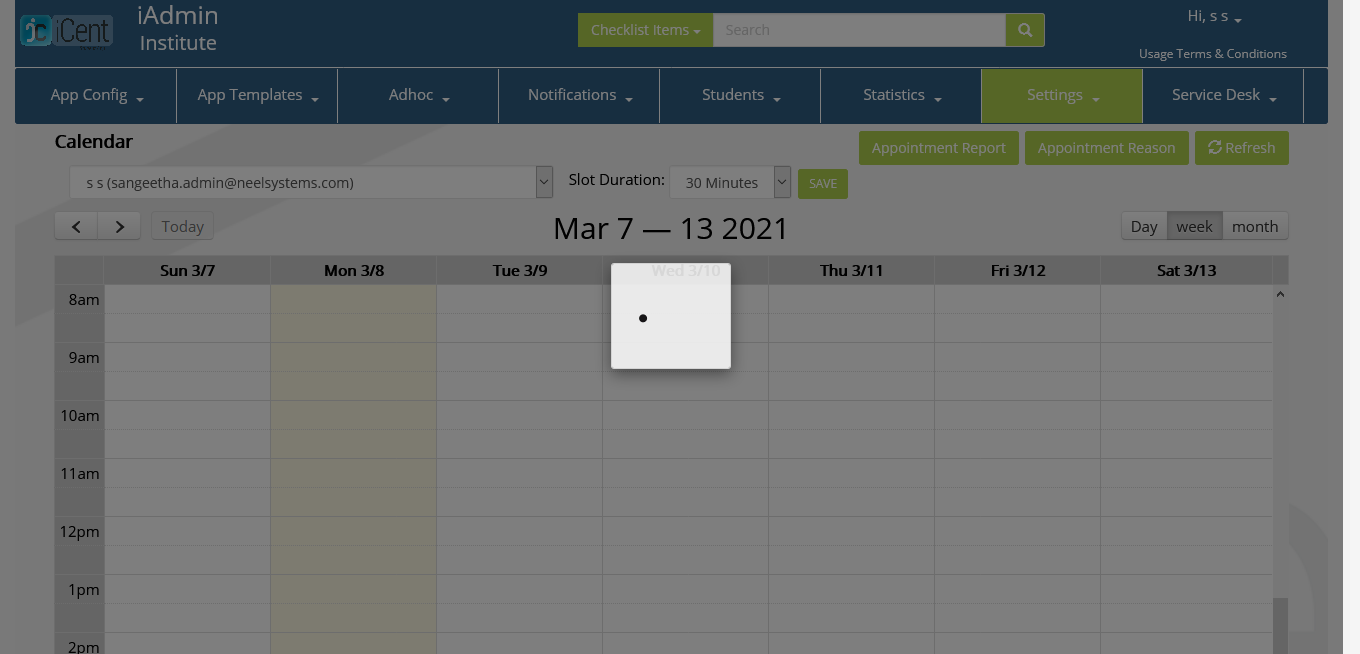 iCent
iAdmin
Institute
Checklist Items
Search
Hi, s s
Usage Terms & Conditions
App Config
App Templates
Adhoc
Notifications
Students
Statistics
Settings
Service Desk
Calendar
Appointment Report
Appointment Reason
Refresh
s s (sangeetha.admin@neelsystems.com)
Slot Duration:
30 Minutes
SAVE
Today
Mar 7 — 13 2021
Day
week
month
Sun 3/7
Mon 3/8
Tue 3/9
Wed 3/10
Thu 3/11
Fri 3/12
Sat 3/13
8am
9am
10am
11am
12pm
1pm
2pm